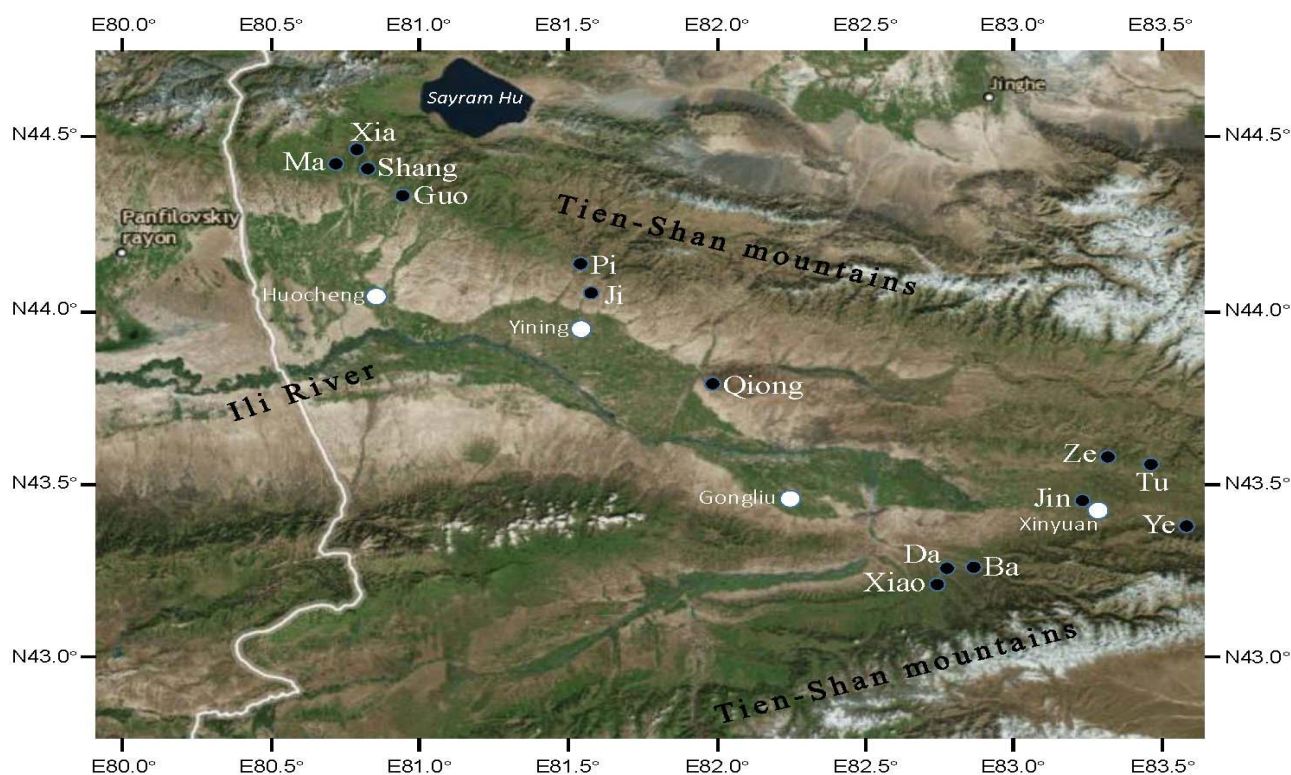 E80.0° E80.5° E81.0° E81.5° E82.0° E82.5° E83.0° E83.5°
Sayram Hu
Jinghe
N44.5° N44.5°
Xia
Ma Shang
Guo
Panfilovskiy
rayon
Tien-Shan mountains
Pi
Huocheng Ji
N44.0° N44.0°
Yining
Ili River
Qiong
Ze
Tu
N43.5° N43.5°
Gongliu Jin
Xinyuan Ye
Da Ba
Xiao
N43.0° N43.0°
Tien-Shan mountains
E80.0° E80.5° E81.0° E81.5° E82.0° E82.5° E83.0° E83.5°